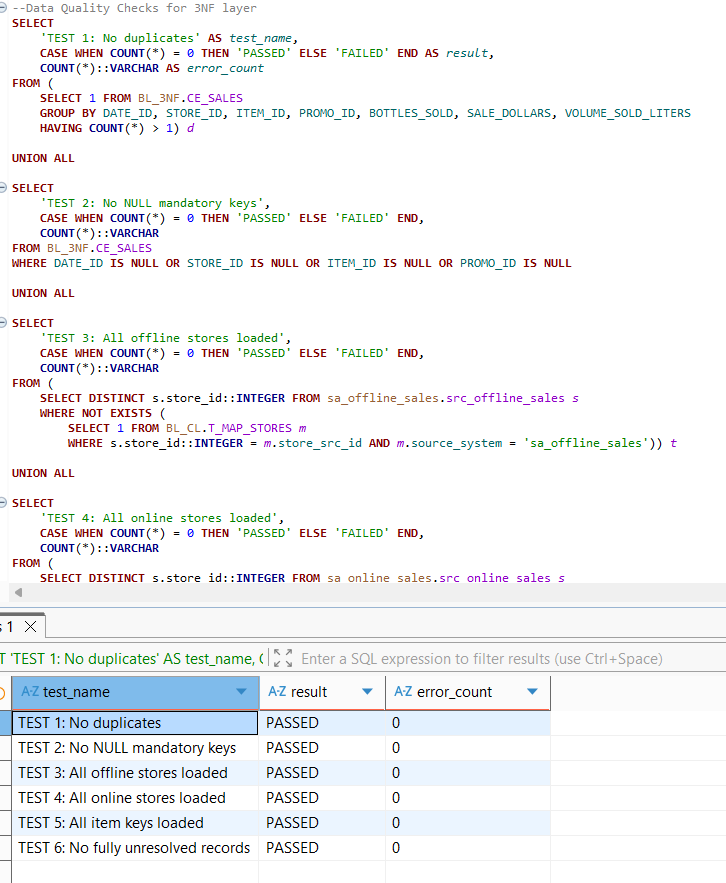 --Data Quality Checks for 3NF layer
SELECT
'TEST 1: No duplicates' AS test_name,
CASE WHEN COUNT(*) = 0 THEN 'PASSED' ELSE 'FAILED' END AS result,
COUNT(*)::VARCHAR AS error_count
FROM (
SELECT 1 FROM BL_3NF.CE_SALES
GROUP BY DATE_ID, STORE_ID, ITEM_ID, PROMO_ID, BOTTLES_SOLD, SALE_DOLLARS, VOLUME_SOLD_LITERS
HAVING COUNT(*) > 1) d
UNION ALL
SELECT
'TEST 2: No NULL mandatory keys',
CASE WHEN COUNT(*) = 0 THEN 'PASSED' ELSE 'FAILED' END,
COUNT(*)::VARCHAR
FROM BL_3NF.CE_SALES
WHERE DATE_ID IS NULL OR STORE_ID IS NULL OR ITEM_ID IS NULL OR PROMO_ID IS NULL
UNION ALL
SELECT
'TEST 3: All offline stores loaded',
CASE WHEN COUNT(*) = 0 THEN 'PASSED' ELSE 'FAILED' END,
COUNT(*)::VARCHAR
FROM (
SELECT DISTINCT s.store_id::INTEGER FROM sa_offline_sales.src_offline_sales s
WHERE NOT EXISTS (
SELECT 1 FROM BL_CL.T_MAP_STORES m
WHERE s.store_id::INTEGER = m.store_src_id AND m.source_system = 'sa_offline_sales')) t
UNION ALL
SELECT
'TEST 4: All online stores loaded',
CASE WHEN COUNT(*) = 0 THEN 'PASSED' ELSE 'FAILED' END,
COUNT(*)::VARCHAR
FROM (
SELECT DISTINCT s.store_id::INTEGER FROM sa_online_sales.src_online_sales s
s 1
T 'TEST 1: No duplicates' AS test_name, C Enter a SQL expression to filter results (use Ctrl+Space)
A-Z test_name A-Z result A-Z error_count
TEST 1: No duplicates PASSED 0
TEST 2: No NULL mandatory keys PASSED 0
TEST 3: All offline stores loaded PASSED 0
TEST 4: All online stores loaded PASSED 0
TEST 5: All item keys loaded PASSED 0
TEST 6: No fully unresolved records PASSED 0